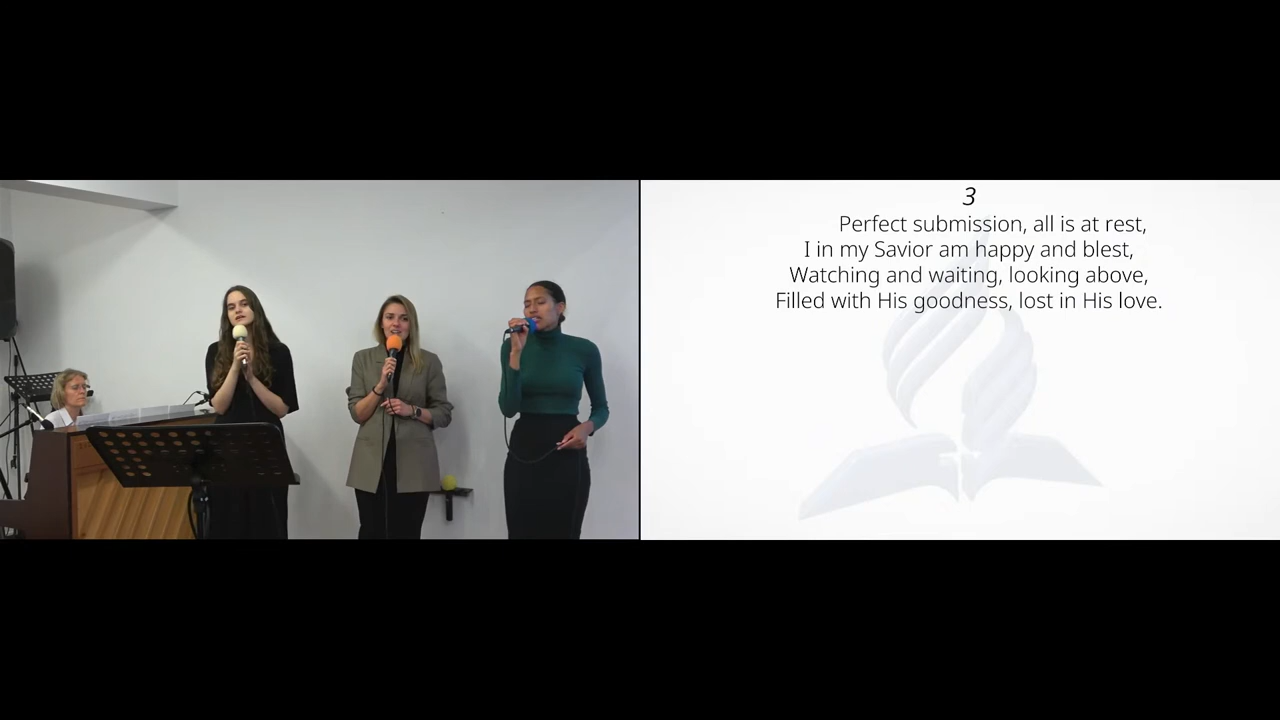 3
Perfect submission, all is at rest,
I in my Savior am happy and blest,
Watching and waiting, looking above,
Filled with His goodness, lost in His love.